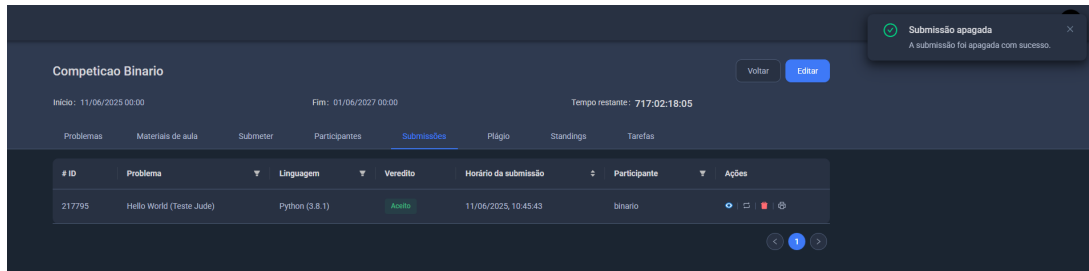 Submissão apagada
A submissão foi apagada com sucesso.
Competicao Binario
Voltar
Editar
Início: 11/06/2025 00:00
Fim: 01/06/2027 00:00
Tempo restante: 717:02:18:05
Problemas
Materiais de aula
Submeter
Participantes
Submissões
Plágio
Standings
Tarefas
# ID Problema Linguagem Veredito Horário da submissão Participante Ações
217795 Hello World (Teste Jude) Python (3.8.1) Aceito 11/06/2025, 10:45:43 binario
1